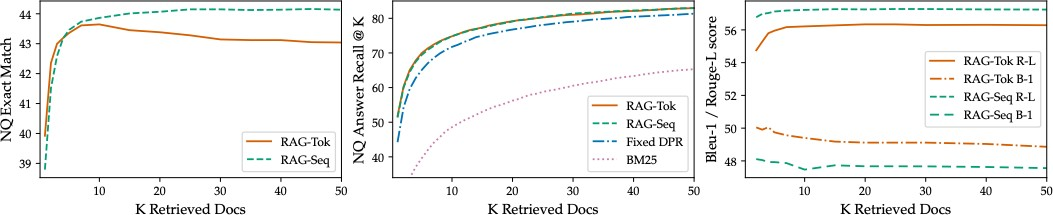 NQ Exact Match
44
43
42
41
40
39
10
20
30
40
50
K Retrieved Docs
RAG-Tok
RAG-Seq
NQ Answer Recall @ K
80
70
60
50
40
10
20
30
40
50
K Retrieved Docs
RAG-Tok
RAG-Seq
Fixed DPR
BM25
Bleu-1 / Rouge-L score
56
54
52
50
48
10
20
30
40
50
K Retrieved Docs
RAG-Tok R-L
RAG-Tok B-1
RAG-Seq R-L
RAG-Seq B-1